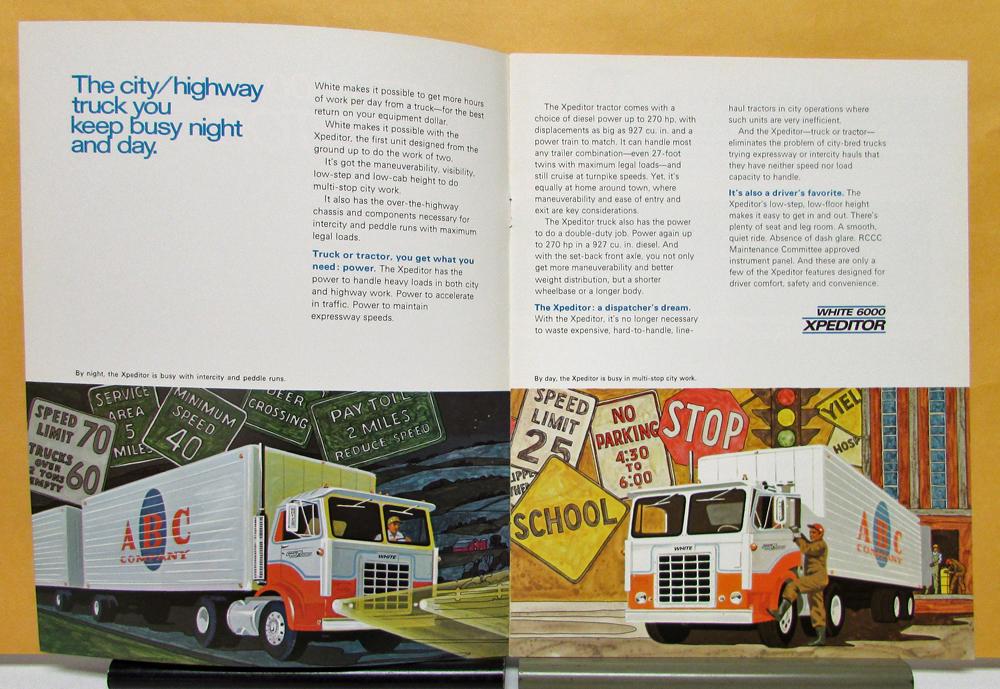 The city/highway
truck you
keep busy night
and day.
White makes it possible to get more hours
of work per day from a truck—for the best
return on your equipment dollar.
White makes it possible with the
Xpeditor, the first unit designed from the
ground up to do the work of two.
It's got the maneuverability, visibility,
low-step and low-cab height to do
multi-stop city work.
It also has the over-the-highway
chassis and components necessary for
intercity and peddle runs with maximum
legal loads.
Truck or tractor, you get what you
need: power. The Xpeditor has the
power to handle heavy loads in both city
and highway work. Power to accelerate
in traffic. Power to maintain
expressway speeds.
The Xpeditor tractor comes with a
choice of diesel power up to 270 hp. with
displacements as big as 927 cu. in. and a
power train to match. It can handle most
any trailer combination—even 27-foot
twins with maximum legal loads—and
still cruise at turnpike speeds. Yet, it's
equally at home around town, where
maneuverability and ease of entry and
exit are key considerations.
The Xpeditor truck also has the power
to do a double-duty job. Power again up
to 270 hp in a 927 cu. in. diesel. And
with the set-back front axle, you not only
get more maneuverability and better
weight distribution, but a shorter
wheelbase or a longer body.
The Xpeditor: a dispatcher's dream.
With the Xpeditor, it's no longer necessary
to waste expensive, hard-to-handle, line-
haul tractors in city operations where
such units are very inefficient.
And the Xpeditor—truck or tractor—
eliminates the problem of city-bred trucks
trying expressway or intercity hauls that
they have neither speed nor load
capacity to handle.
It's also a driver's favorite. The
Xpeditor's low-step, low-floor height
makes it easy to get in and out. There's
plenty of seat and leg room. A smooth,
quiet ride. Absence of dash glare. RCCC
Maintenance Committee approved
instrument panel. And these are only a
few of the Xpeditor features designed for
driver comfort, safety and convenience.
WHITE 6000
XPEDITOR
By night, the Xpeditor is busy with intercity and peddle runs.
By day, the Xpeditor is busy in multi-stop city work.
SPEED
LIMIT 70
TRUCKS
OVER
2 TONS
EMPTY
60
SERVICE
AREA
5
MILES
MINIMUM
SPEED
40
DEER
CROSSING
PAY TOLL
2 MILES
REDUCE SPEED
ABC
COMPANY
WHITE
SPEED
LIMIT
25
NO
PARKING
4:30
TO
6:00
STOP
YIEL
HOSP
SCHOOL
WHITE
ABC
COMPANY